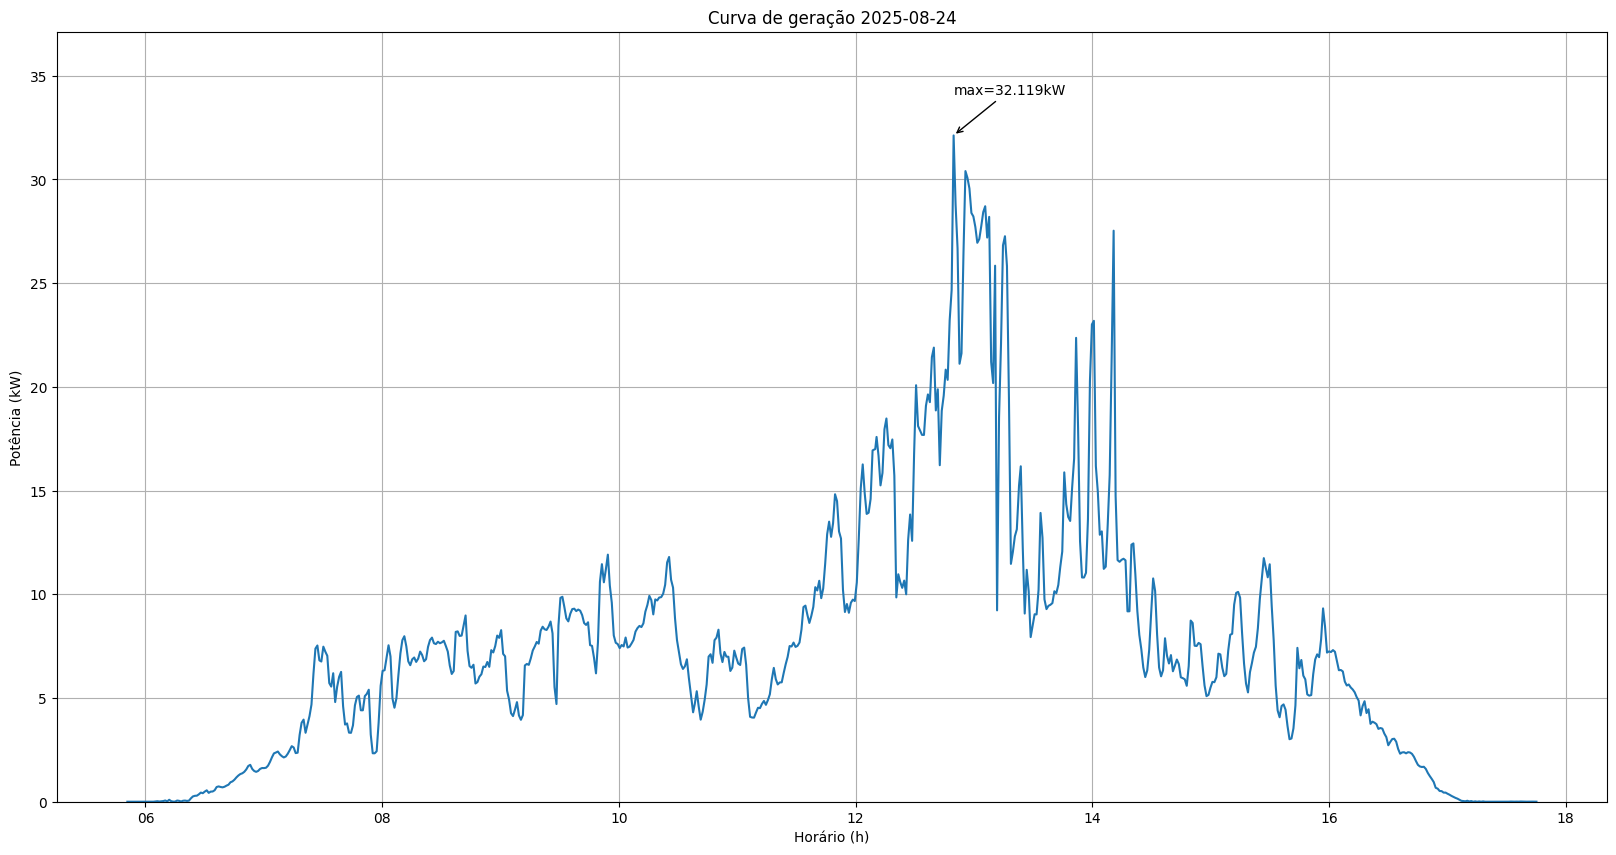 Curva de geração 2025-08-24
max=32.119kW
Potência (kW)
35
30
25
20
15
10
5
0
06 08 10 12 14 16 18
Horário (h)